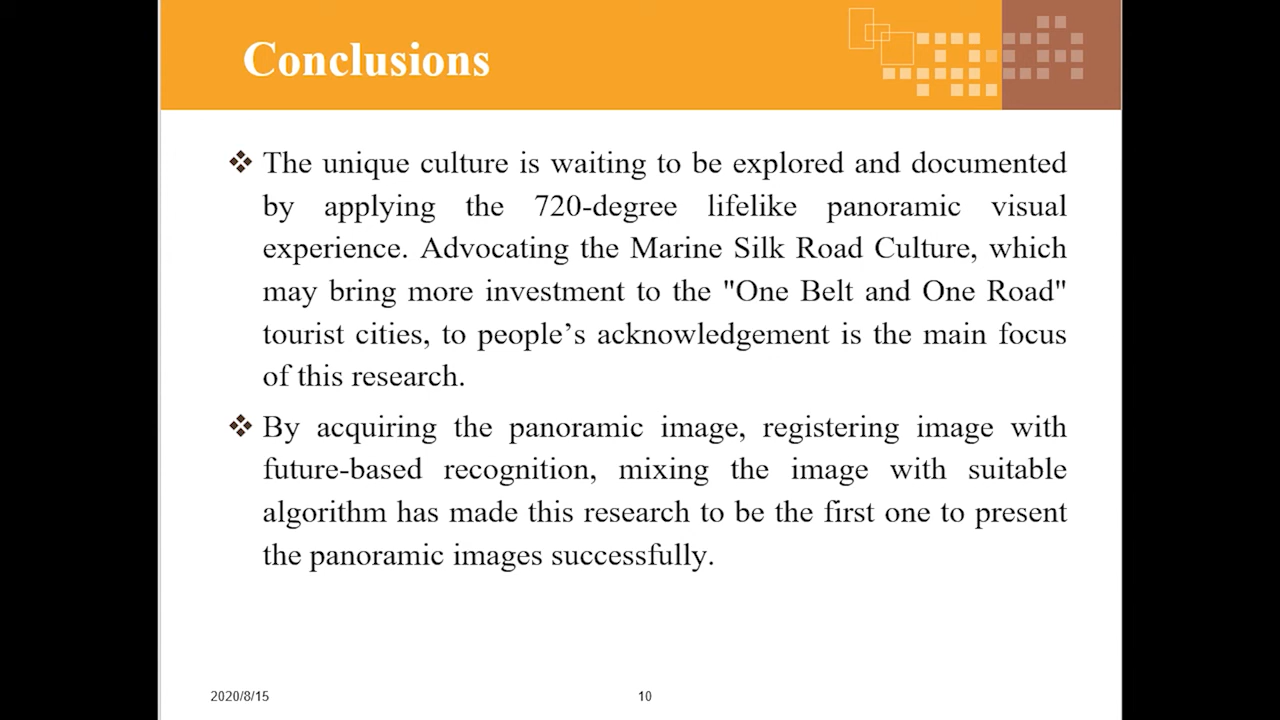 Conclusions
The unique culture is waiting to be explored and documented
by applying the 720-degree lifelike panoramic visual
experience. Advocating the Marine Silk Road Culture, which
may bring more investment to the "One Belt and One Road"
tourist cities, to people’s acknowledgement is the main focus
of this research.
By acquiring the panoramic image, registering image with
future-based recognition, mixing the image with suitable
algorithm has made this research to be the first one to present
the panoramic images successfully.
2020/8/15
10